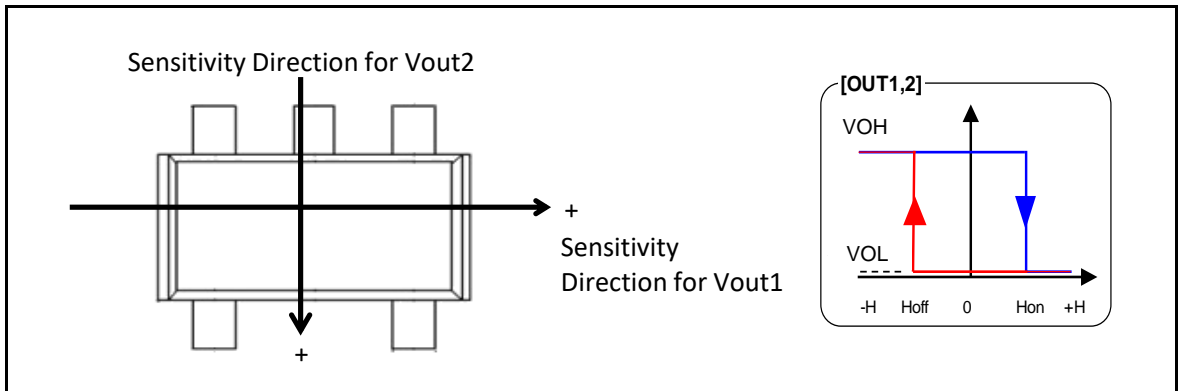 Sensitivity Direction for Vout2
+
Sensitivity
Direction for Vout1
+
[OUT1,2]
VOH
VOL
-H Hoff 0 Hon +H